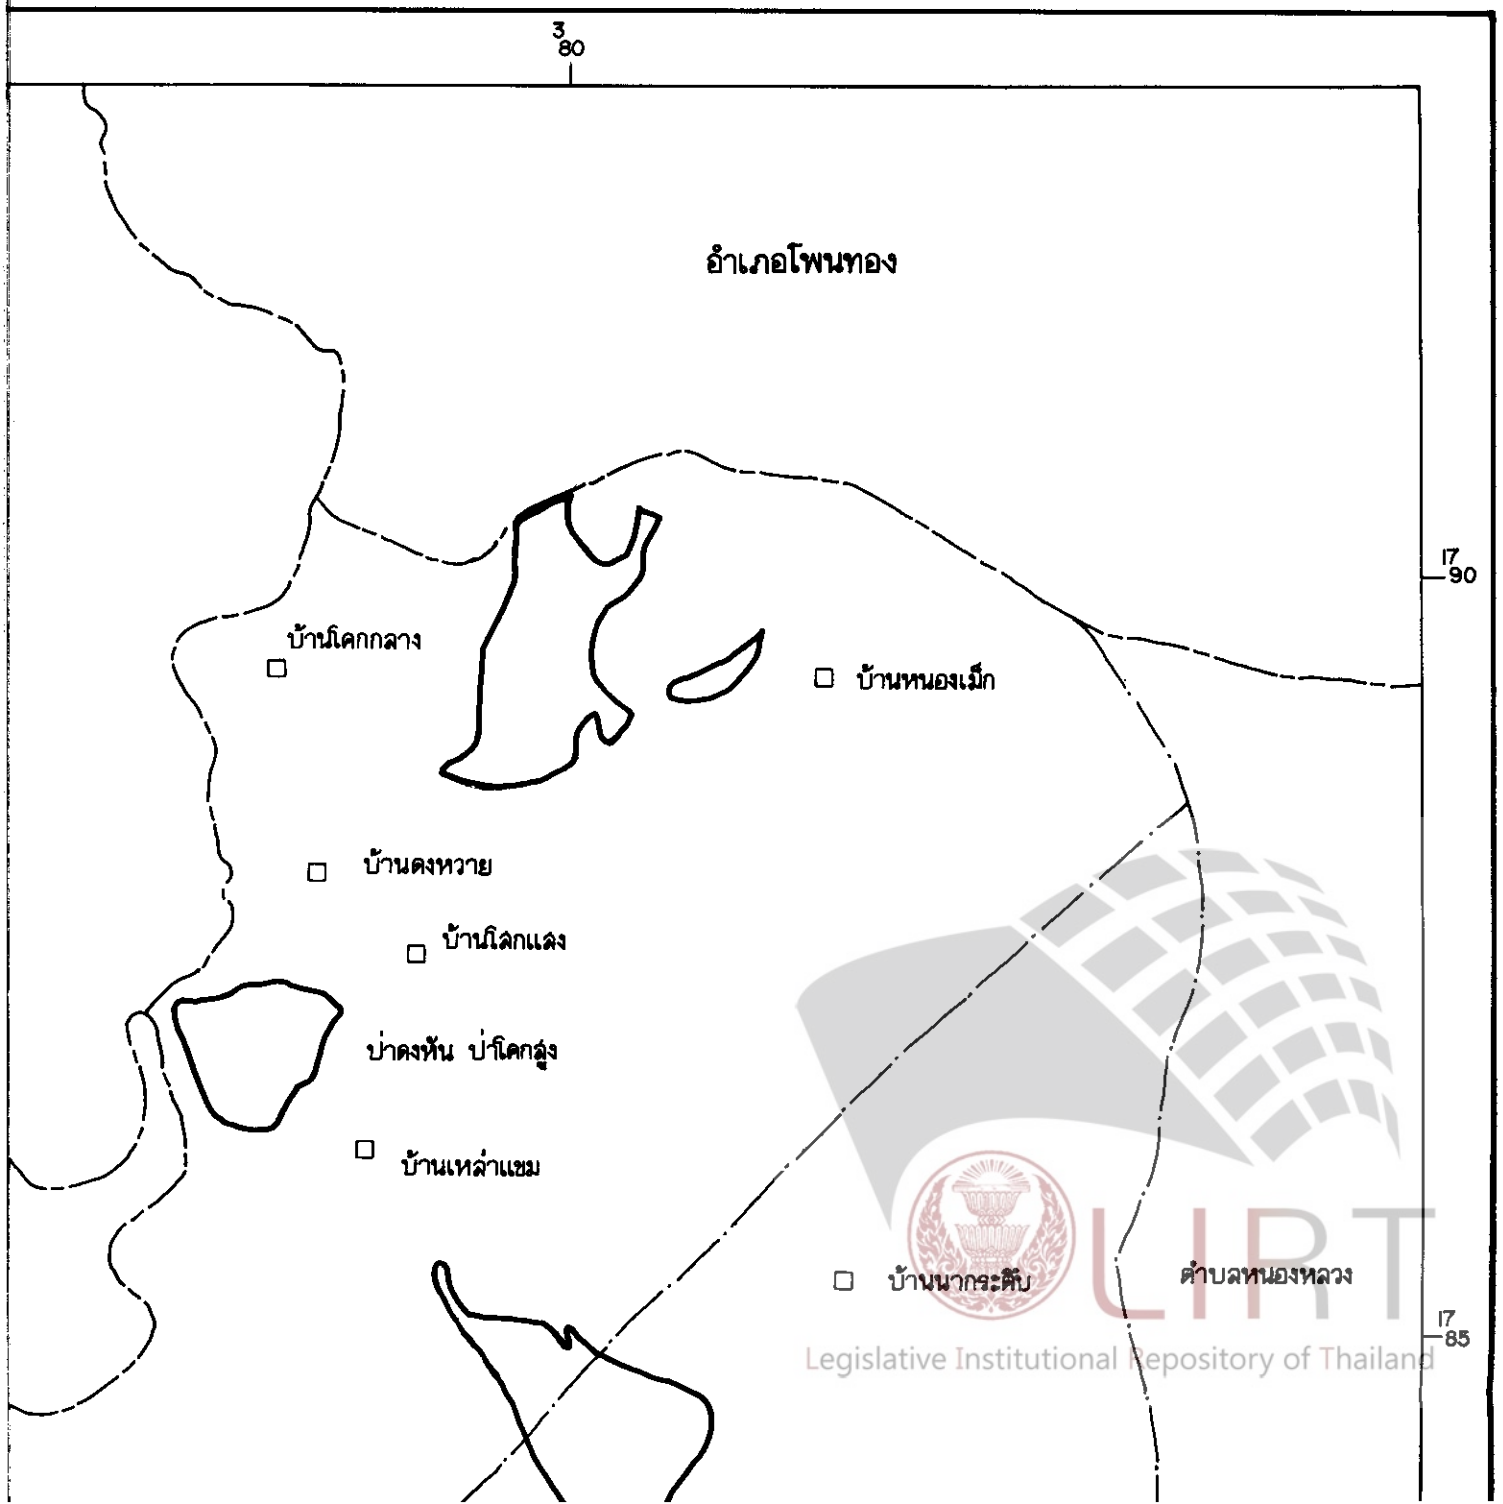 3
80
อำเภอโพนทอง
17
90
บ้านโคกกลาง
บ้านหนองเม็ก
บ้านดงหวาย
บ้านโสกแสง
ป่าดงหัน ป่าโคกสูง
บ้านเหล่าแขม
บ้านนากระตึบ
ตำบลหนองหลวง
LIRT
17
85
Legislative Institutional Repository of Thailand